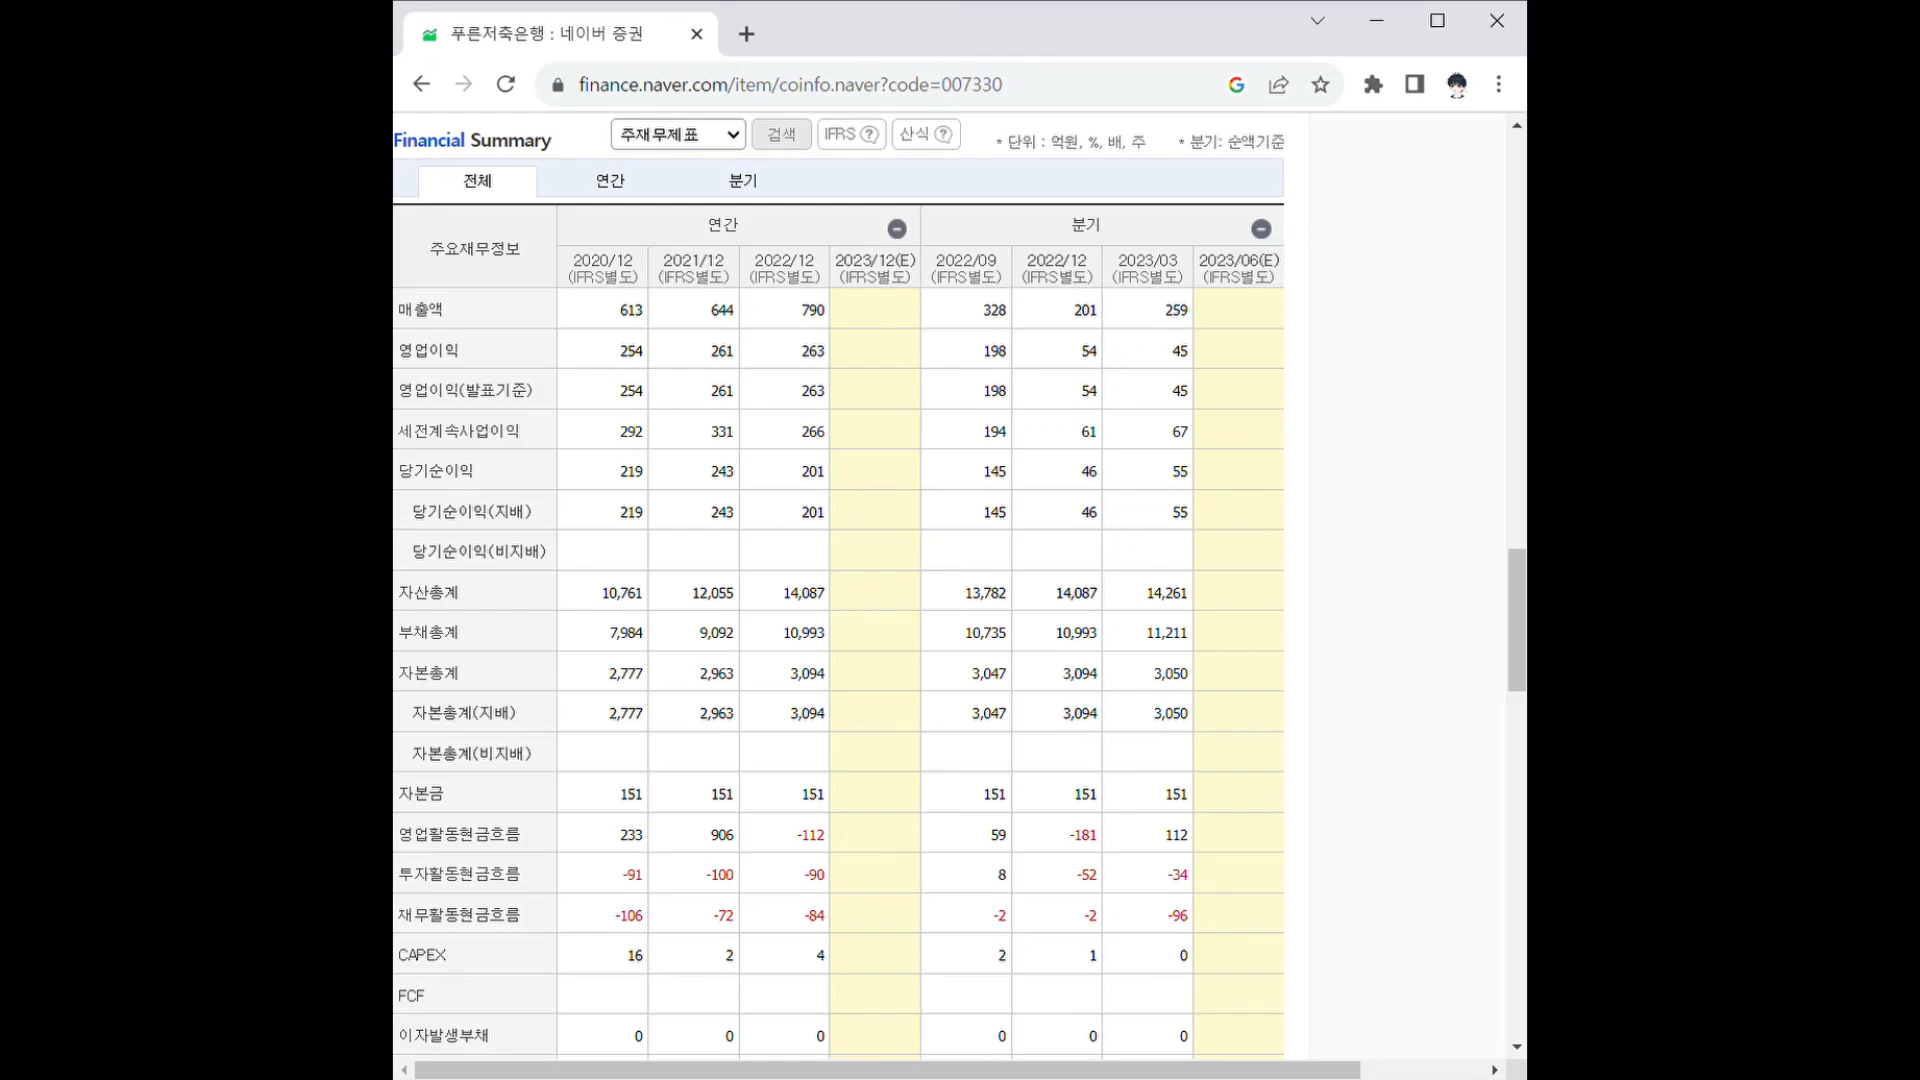 푸른저축은행 : 네이버 증권
finance.naver.com/item/coinfo.naver?code=007330
Financial Summary 주재무제표 검색 IFRS ? 산식 ? * 단위 : 억원, %, 배, 주 * 분기: 순액기준
전체 연간 분기
주요재무정보 연간 분기
2020/12 2021/12 2022/12 2023/12(E) 2022/09 2022/12 2023/03 2023/06(E)
(IFRS별도) (IFRS별도) (IFRS별도) (IFRS별도) (IFRS별도) (IFRS별도) (IFRS별도) (IFRS별도)
매출액 613 644 790 328 201 259
영업이익 254 261 263 198 54 45
영업이익(발표기준) 254 261 263 198 54 45
세전계속사업이익 292 331 266 194 61 67
당기순이익 219 243 201 145 46 55
당기순이익(지배) 219 243 201 145 46 55
당기순이익(비지배)
자산총계 10,761 12,055 14,087 13,782 14,087 14,261
부채총계 7,984 9,092 10,993 10,735 10,993 11,211
자본총계 2,777 2,963 3,094 3,047 3,094 3,050
자본총계(지배) 2,777 2,963 3,094 3,047 3,094 3,050
자본총계(비지배)
자본금 151 151 151 151 151 151
영업활동현금흐름 233 906 -112 59 -181 112
투자활동현금흐름 -91 -100 -90 8 -52 -34
재무활동현금흐름 -106 -72 -84 -2 -2 -96
CAPEX 16 2 4 2 1 0
FCF
이자발생부채 0 0 0 0 0 0